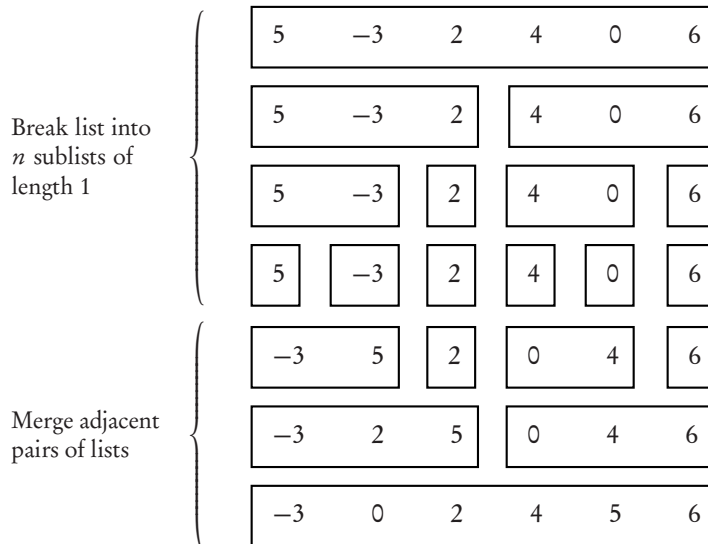 5 −3 2 4 0 6
5 −3 2 4 0 6
Break list into
n sublists of
length 1
5 −3 2 4 0 6
5 −3 2 4 0 6
−3 5 2 0 4 6
Merge adjacent
pairs of lists
−3 2 5 0 4 6
−3 0 2 4 5 6